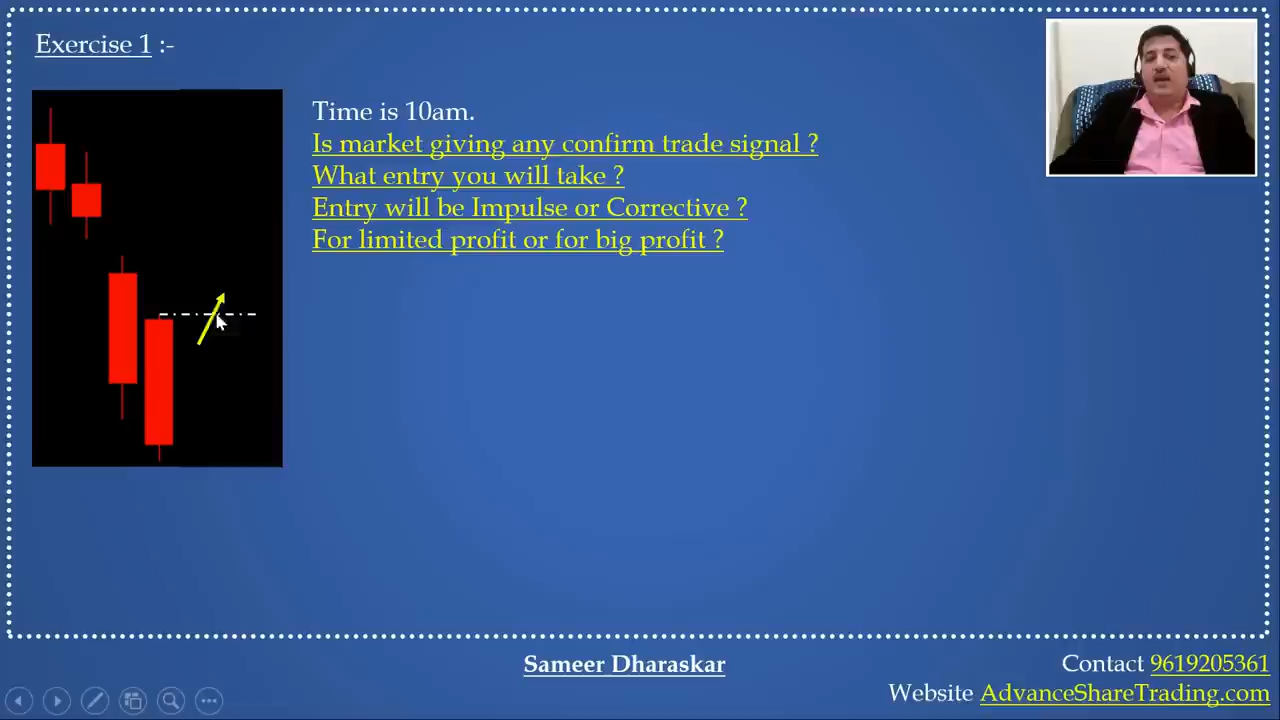 Exercise 1 :-
Time is 10am.
Is market giving any confirm trade signal ?
What entry you will take ?
Entry will be Impulse or Corrective ?
For limited profit or for big profit ?
Sameer Dharaskar
Contact 9619205361
Website AdvanceShareTrading.com